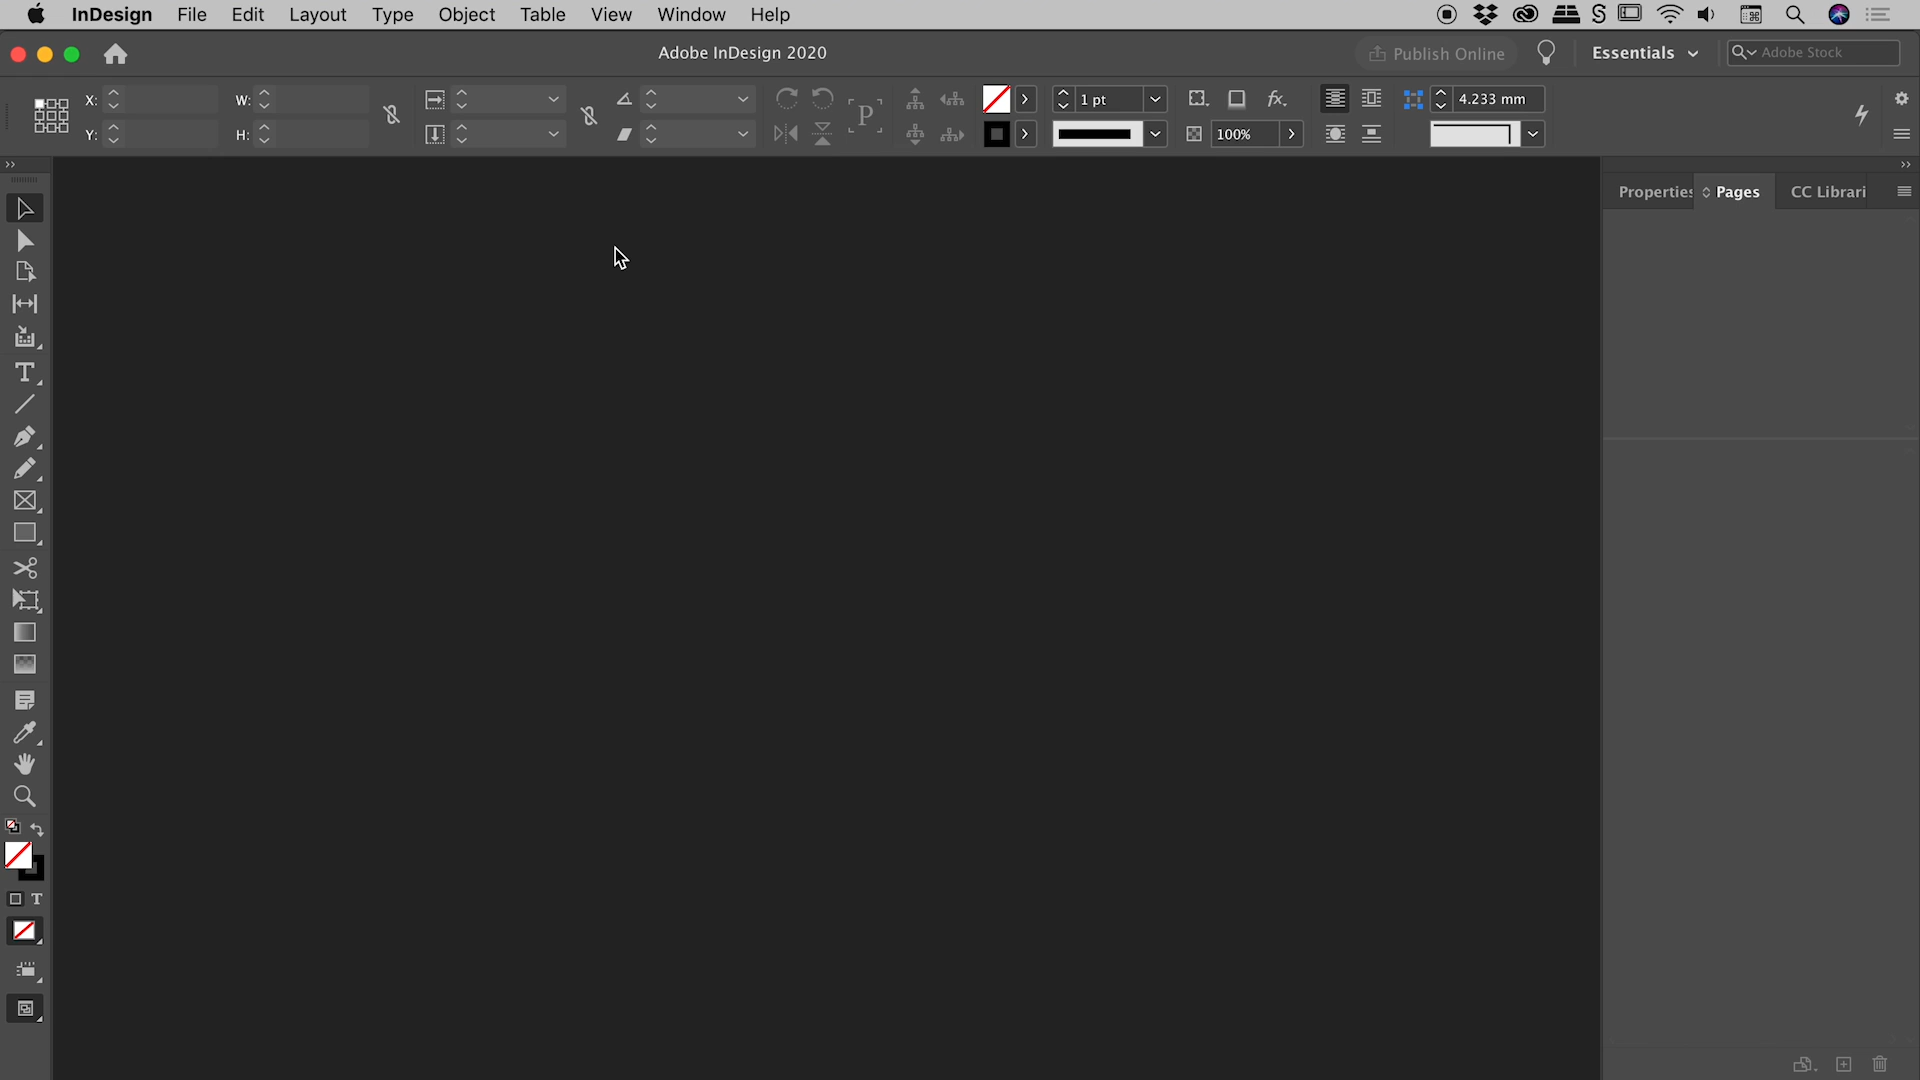 InDesign File Edit Layout Type Object Table View Window Help
Adobe InDesign 2020
Publish Online
Essentials
Adobe Stock
X: W: 1 pt fx. 4.233 mm
Y: H: P 100%
Properties Pages CC Librari
T
T